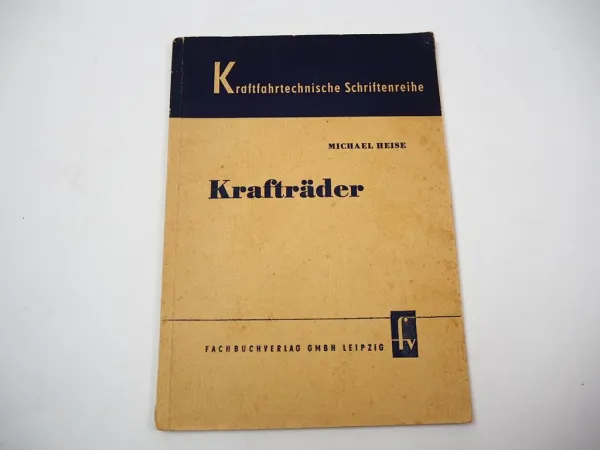 Kraftfahrtechnische Schriftenreihe
MICHAEL HEISE
Krafträder
FACHBUCHVERLAG GMBH LEIPZIG
fv